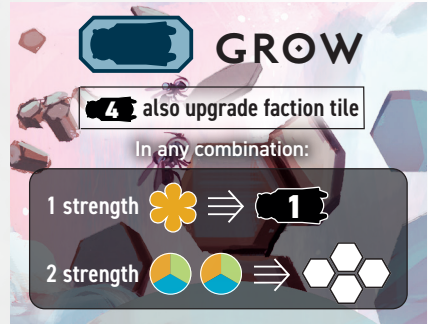 GROW
4 also upgrade faction tile
In any combination:
1 strength 1
2 strength